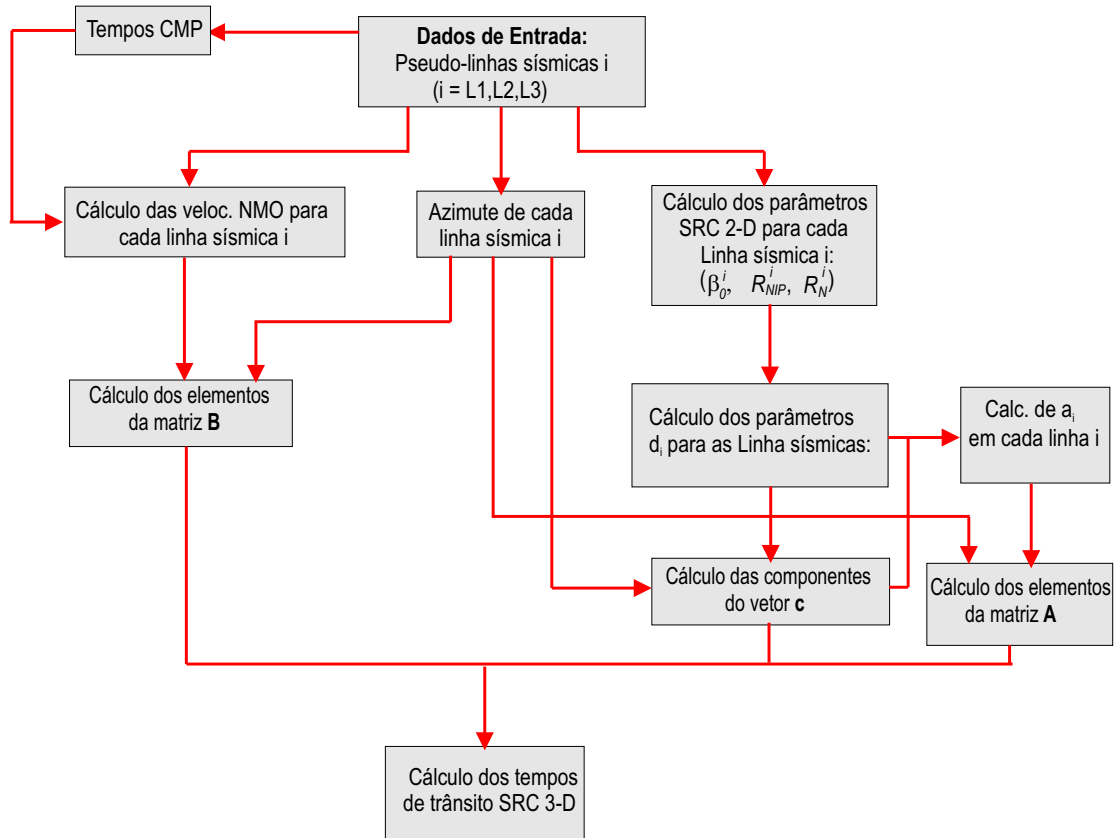 Tempos CMP
Dados de Entrada:
Pseudo-linhas sísmicas i
(i = L1,L2,L3)
Cálculo das veloc. NMO para
cada linha sísmica i
Azimute de cada
linha sísmica i
Cálculo dos parâmetros
SRC 2-D para cada
Linha sísmica i:
(β₀ⁱ, R_NIPⁱ, R_Nⁱ)
Cálculo dos elementos
da matriz B
Cálculo dos parâmetros
dᵢ para as Linha sísmicas:
Calc. de aᵢ
em cada linha i
Cálculo das componentes
do vetor c
Cálculo dos elementos
da matriz A
Cálculo dos tempos
de trânsito SRC 3-D